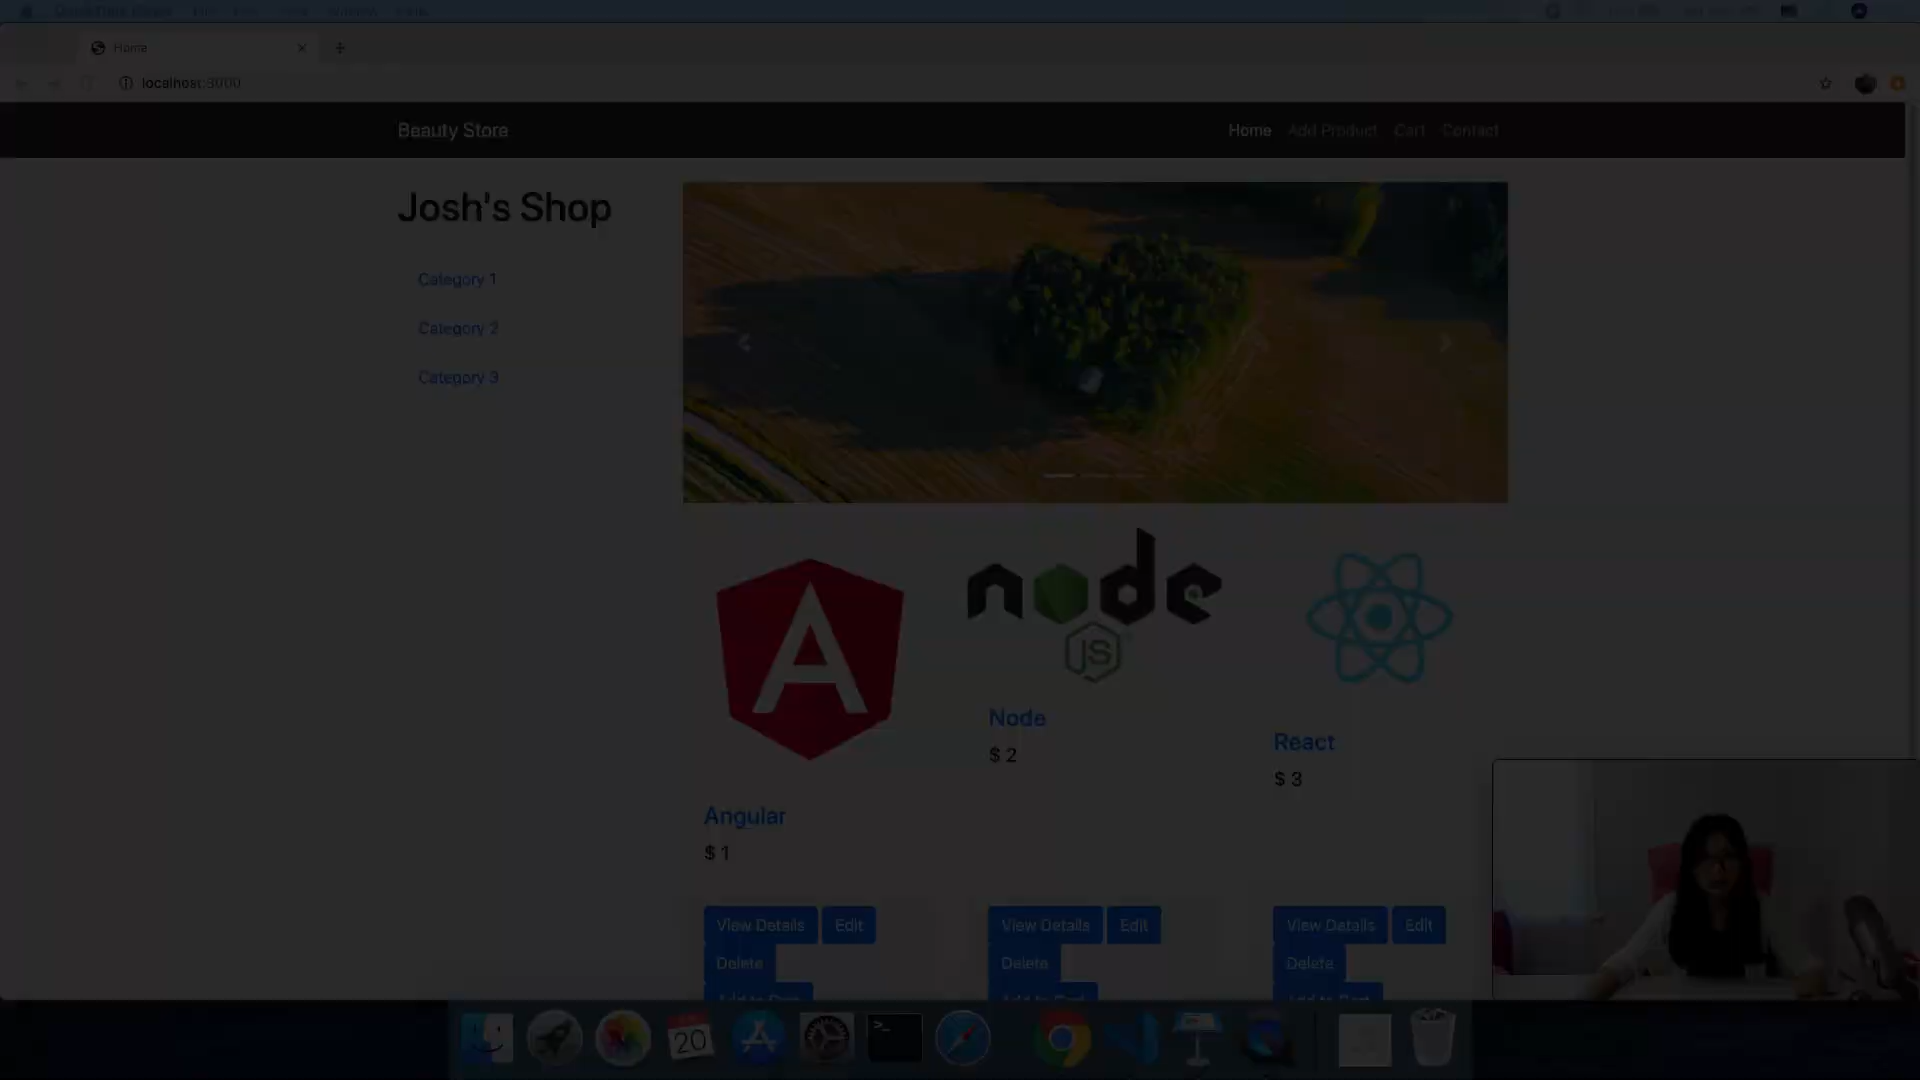 Home
localhost:3000
Beauty Store
Home Add Product Cart Contact
Josh's Shop
Category 1
Category 2
Category 3
node
JS
A
Node
$ 2
React
$ 3
Angular
$ 1
View Details Edit
Delete
View Details Edit
Delete
View Details Edit
Delete
20